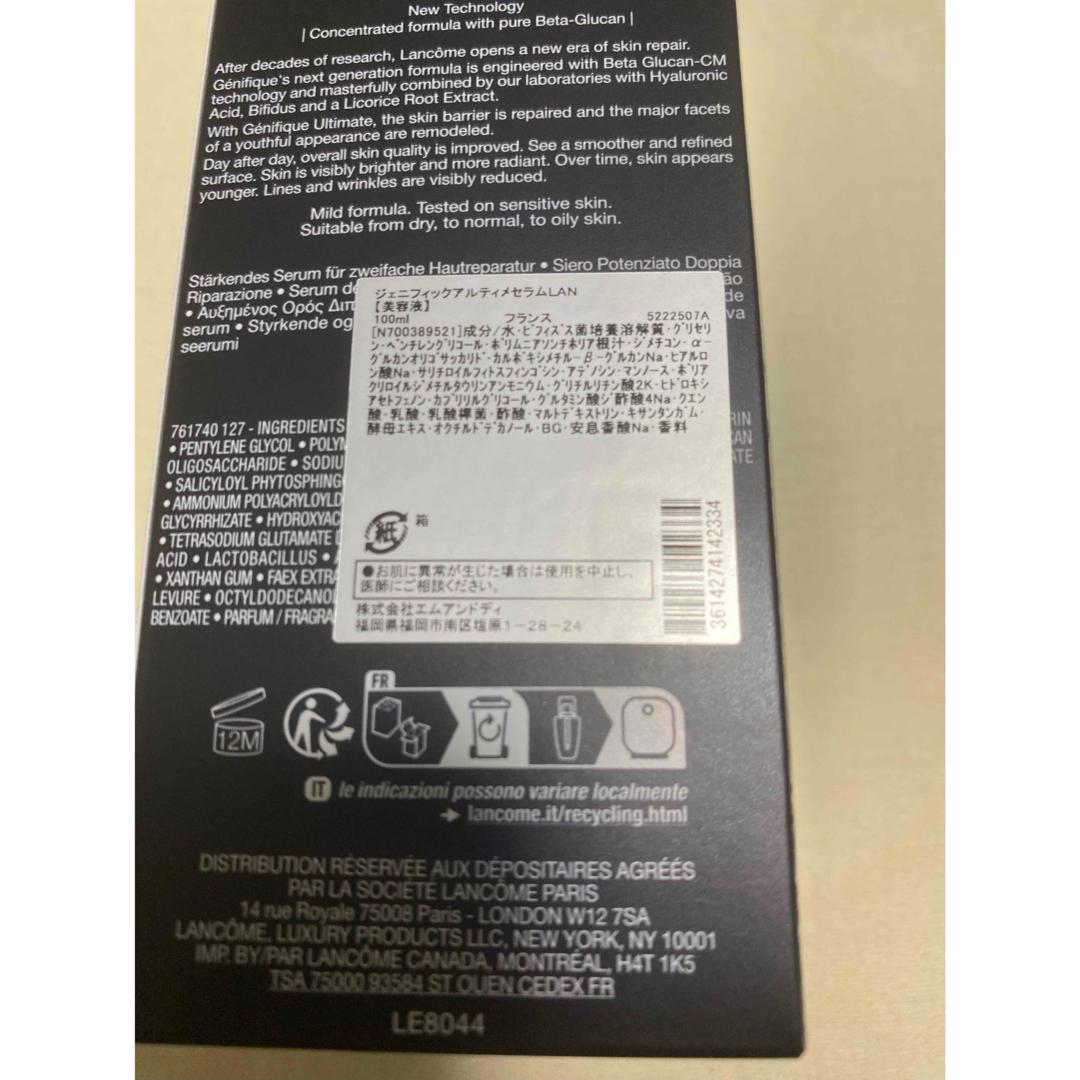 New Technology
| Concentrated formula with pure Beta-Glucan |
After decades of research, Lancôme opens a new era of skin repair.
Génifique's next generation formula is engineered with Beta Glucan-CM
technology and masterfully combined by our laboratories with Hyaluronic
Acid, Bifidus and a Licorice Root Extract.
With Génifique Ultimate, the skin barrier is repaired and the major facets
of a youthful appearance are remodeled.
Day after day, overall skin quality is improved. See a smoother and refined
surface. Skin is visibly brighter and more radiant. Over time, skin appears
younger. Lines and wrinkles are visibly reduced.
Mild formula. Tested on sensitive skin.
Suitable from dry, to normal, to oily skin.
Stärkendes Serum für zweifache Hautreparatur • Siero Potenziato Doppia
Riparazione • Serum de
• Αυξημένος Ορός Διπ
serum • Styrkende og
seerumi
ジェニフィックアルティメセラムLAN
【美容液】
100ml フランス 5222507A
[N700389521]成分/水・ビフィズス菌培養溶解質・グリセリ
ン・ペンチレングリコール・ポリムニアソンチホリア根汁・ジメチコン・α-
グルカンオリゴサッカリド・カルボキシメチル-β-グルカンNa・ヒアルロ
ン酸Na・サリチロイルフィトスフィンゴシン・アデノシン・マンノース・ポリア
クリロイルジメチルタウリンアンモニウム・グリチルリチン酸2K・ヒドロキシ
アセトフェノン・カプリリルグリコール・グルタミン酸ジ酢酸4Na・クエン
酸・乳酸・乳酸桿菌・酢酸・マルトデキストリン・キサンタンガム・
酵母エキス・オクチルドデカノール・BG・安息香酸Na・香料
紙 箱
●お肌に異常が生じた場合は使用を中止し、
医師にご相談ください。
株式会社エムアンドディ
福岡県福岡市南区塩原1-28-24
3614274142334
761740 127 - INGREDIENTS
• PENTYLENE GLYCOL • POLYM
OLIGOSACCHARIDE • SODIU
• SALICYLOYL PHYTOSPHING
• AMMONIUM POLYACRYLOYLD
GLYCYRRHIZATE • HYDROXYAC
• TETRASODIUM GLUTAMATE
ACID • LACTOBACILLUS •
• XANTHAN GUM • FAEX EXTRA
LEVURE • OCTYLDODECANOL
BENZOATE • PARFUM / FRAGRA
12M
FR
IT le indicazioni possono variare localmente
→ lancome.it/recycling.html
DISTRIBUTION RÉSERVÉE AUX DÉPOSITAIRES AGRÉÉS
PAR LA SOCIÉTÉ LANCÔME PARIS
14 rue Royale 75008 Paris - LONDON W12 7SA
LANCÔME, LUXURY PRODUCTS LLC, NEW YORK, NY 10001
IMP. BY/PAR LANCÔME CANADA, MONTRÉAL, H4T 1K5
TSA 75000 93584 ST OUEN CEDEX FR
LE8044